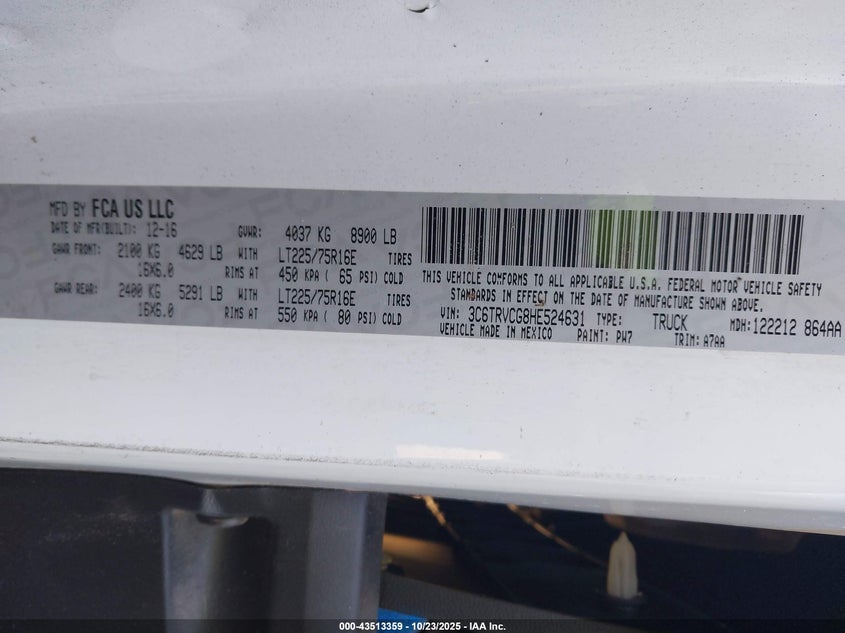 MFD BY FCA US LLC
DATE OF MFR(BUILT): 12-16 GVWR: 4037 KG 8900 LB
GAWR FRONT: 2100 KG 4629 LB WITH LT225/75R16E TIRES
16X6.0 RIMS AT 450 KPA ( 65 PSI) COLD
GAWR REAR: 2400 KG 5291 LB WITH LT225/75R16E TIRES
16X6.0 RIMS AT 550 KPA ( 80 PSI) COLD
THIS VEHICLE CONFORMS TO ALL APPLICABLE U.S.A. FEDERAL MOTOR VEHICLE SAFETY
STANDARDS IN EFFECT ON THE DATE OF MANUFACTURE SHOWN ABOVE.
VIN: 3C6TRVCG8HE524631 TYPE: TRUCK MDH: 122212 864AA
VEHICLE MADE IN MEXICO PAINT: PW7 TRIM: A7AA
000-43513359 - 10/23/2025 - IAA Inc.